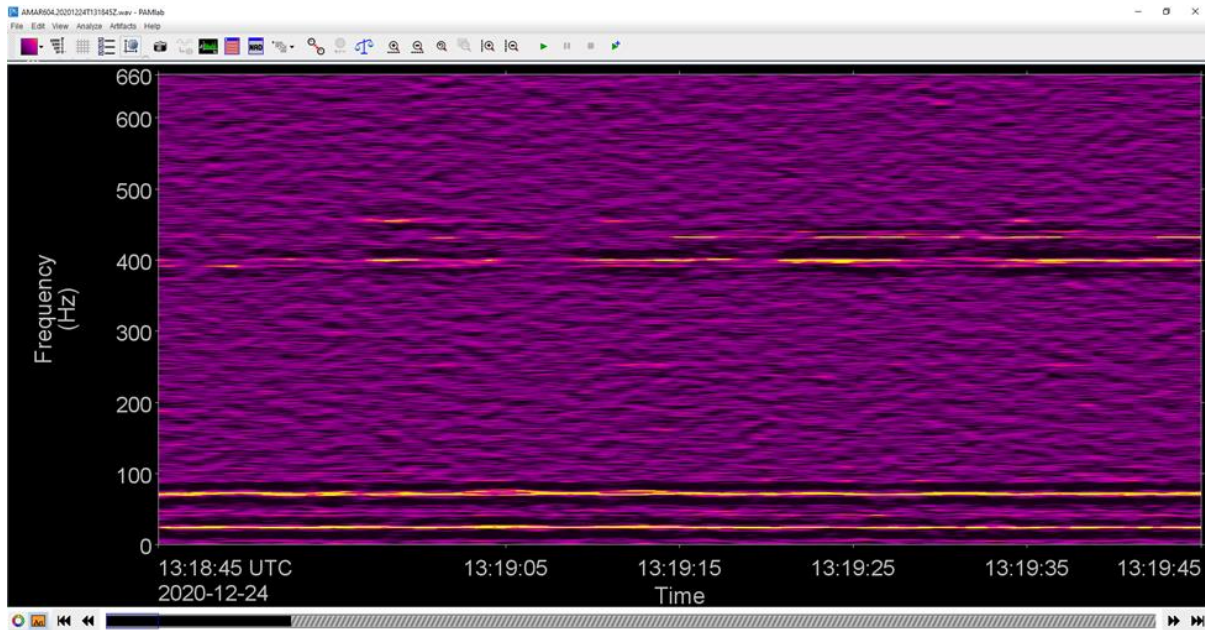 AMAR604.20201224T131845Z.wav - PAMlab
File Edit View Analyze Artifacts Help
NRD
660
600
500
400
300
200
100
0
Frequency
(Hz)
13:18:45 UTC 13:19:05 13:19:15 13:19:25 13:19:35 13:19:45
2020-12-24
Time